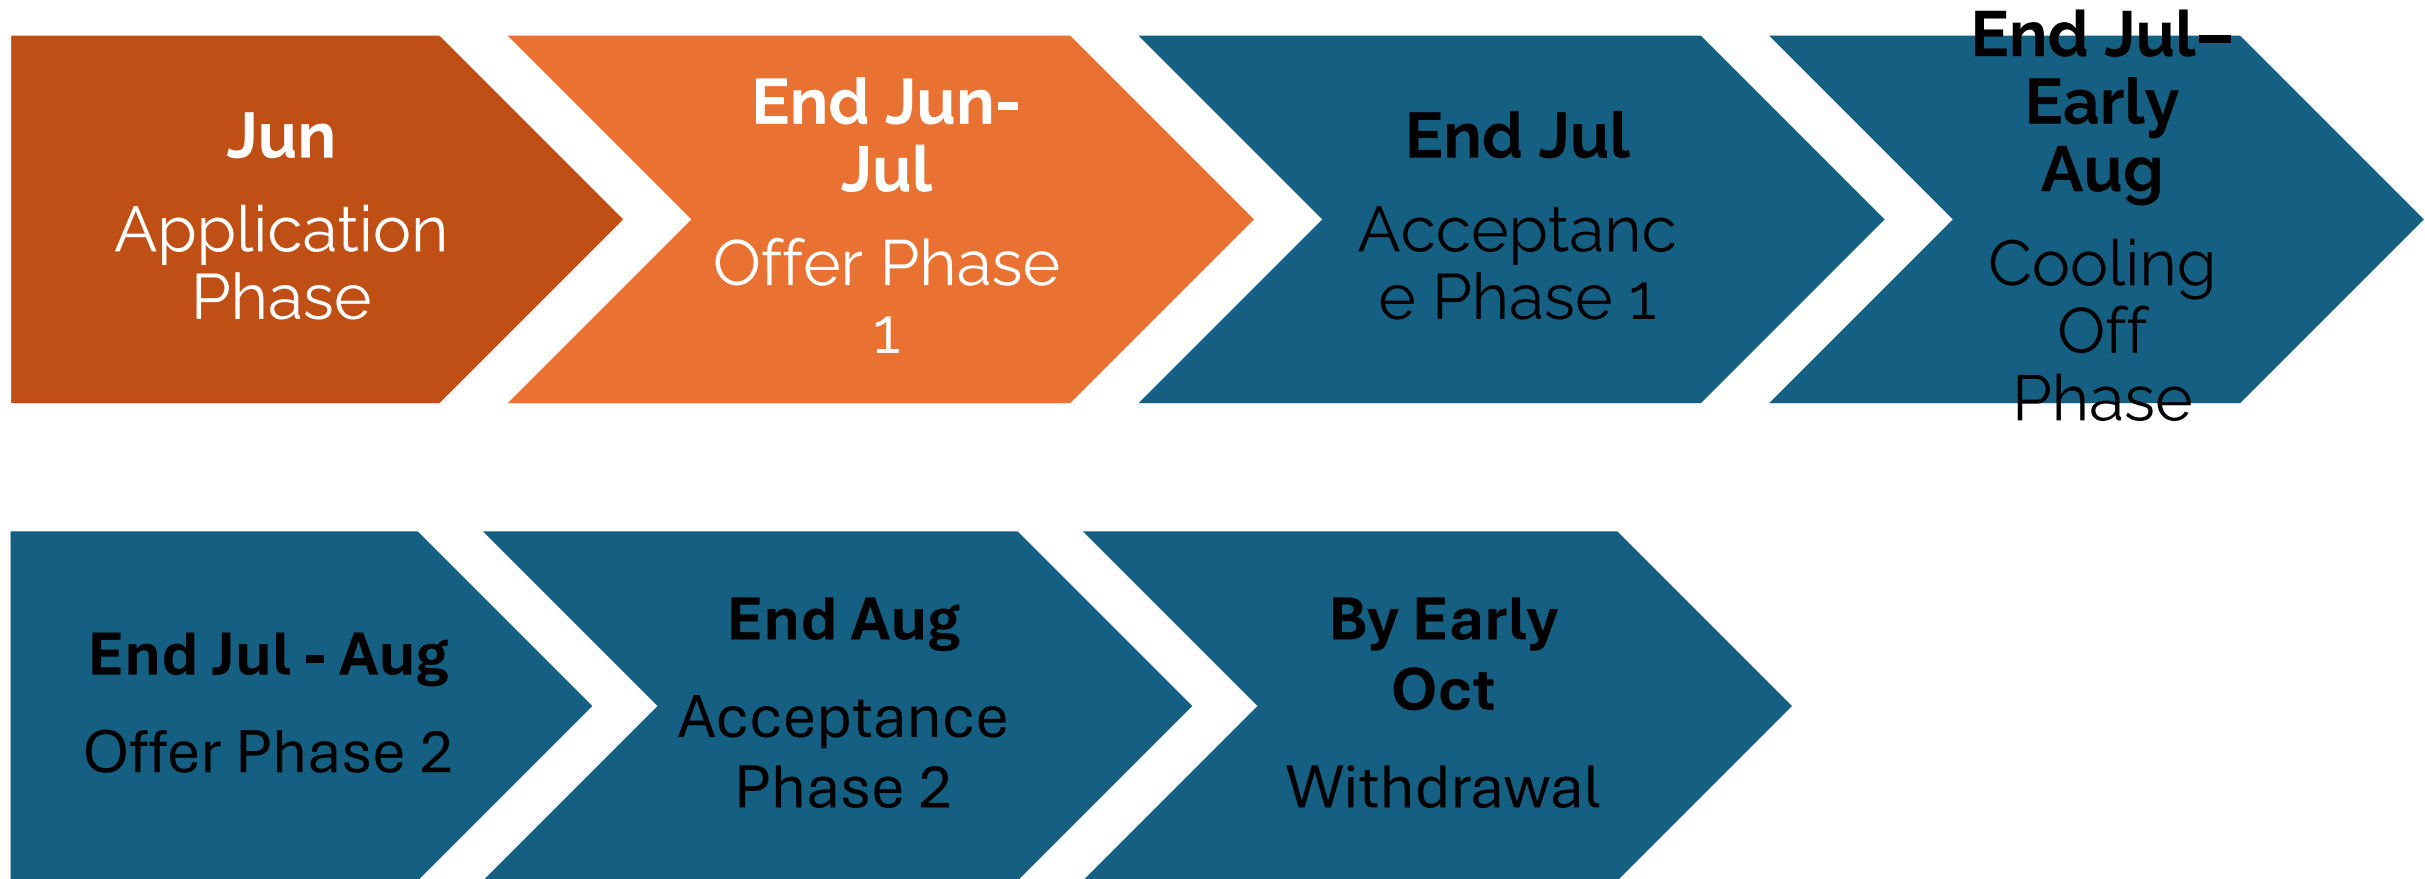 Jun
Application
Phase
End Jun-
Jul
Offer Phase
1
End Jul
Acceptanc
e Phase 1
End Jul–
Early
Aug
Cooling
Off
Phase
End Jul - Aug
Offer Phase 2
End Aug
Acceptance
Phase 2
By Early
Oct
Withdrawal